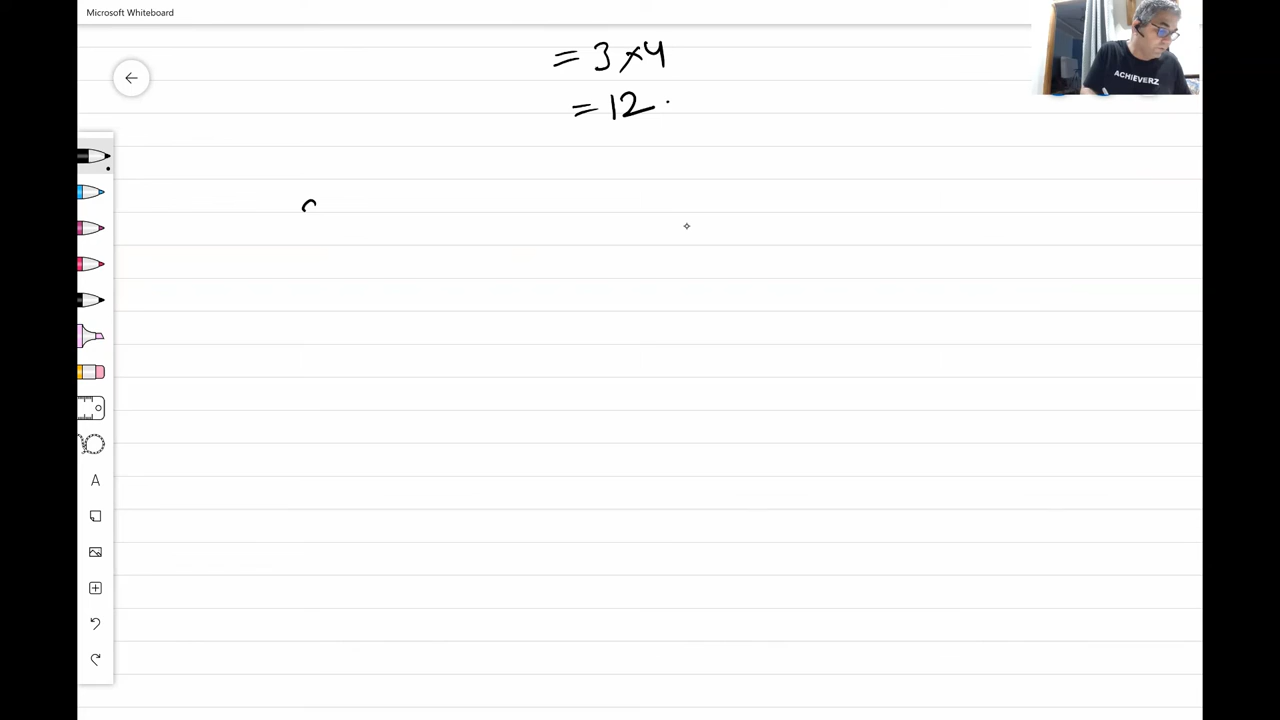 Microsoft Whiteboard
= 3 × 4
= 12.
ACHIEVERZ
A